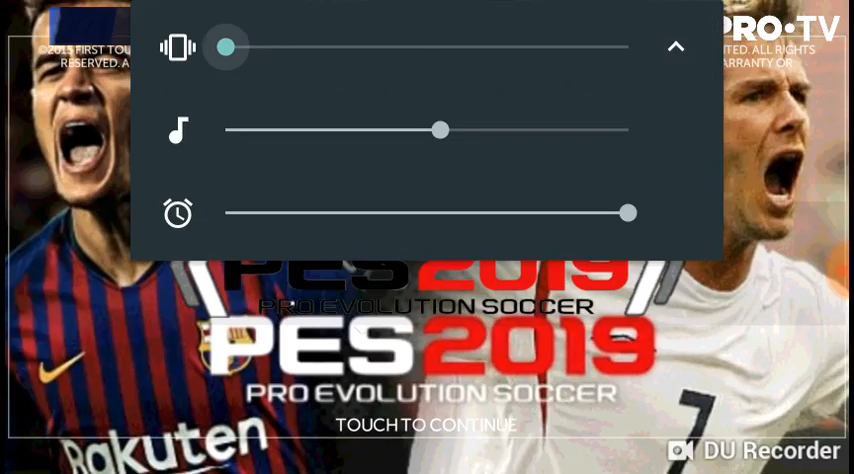 PRO•TV
©2015 FIRST TOU
ITED. ALL RIGHTS
RESERVED. A
ARRANTY OR
PES2019
PRO EVOLUTION SOCCER
PES2019
PRO EVOLUTION SOCCER
TOUCH TO CONTINUE
7
Rakuten
DU Recorder